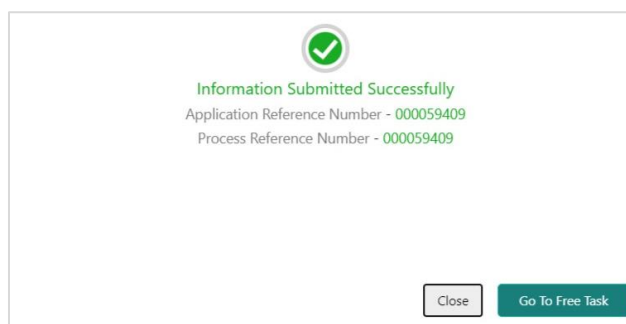 Information Submitted Successfully
Application Reference Number - 000059409
Process Reference Number - 000059409
Close
Go To Free Task